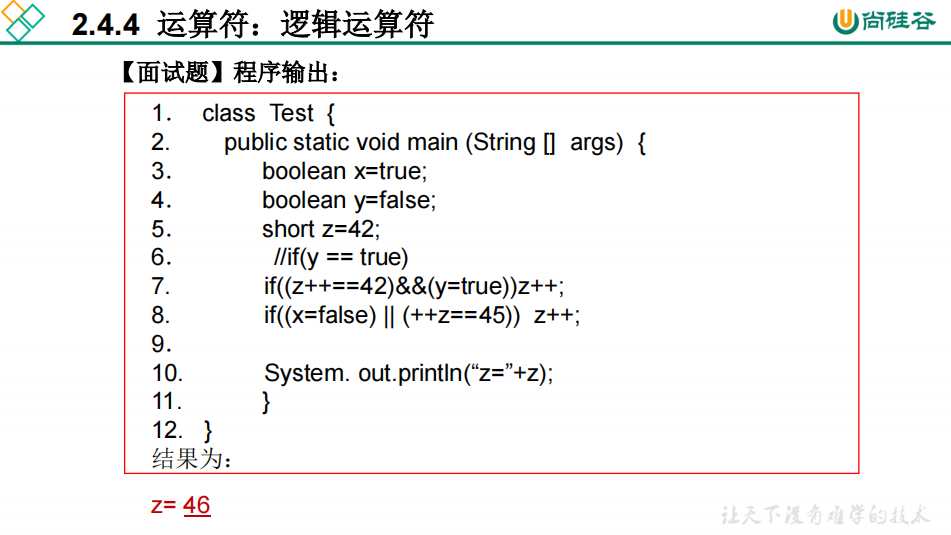 2.4.4 运算符：逻辑运算符
尚硅谷
【面试题】程序输出：
1. class Test {
2. public static void main (String [] args) {
3. boolean x=true;
4. boolean y=false;
5. short z=42;
6. //if(y == true)
7. if((z++==42)&&(y=true))z++;
8. if((x=false) || (++z==45)) z++;
9.
10. System. out.println(“z=”+z);
11. }
12. }
结果为：
z= 46
让天下没有难学的技术